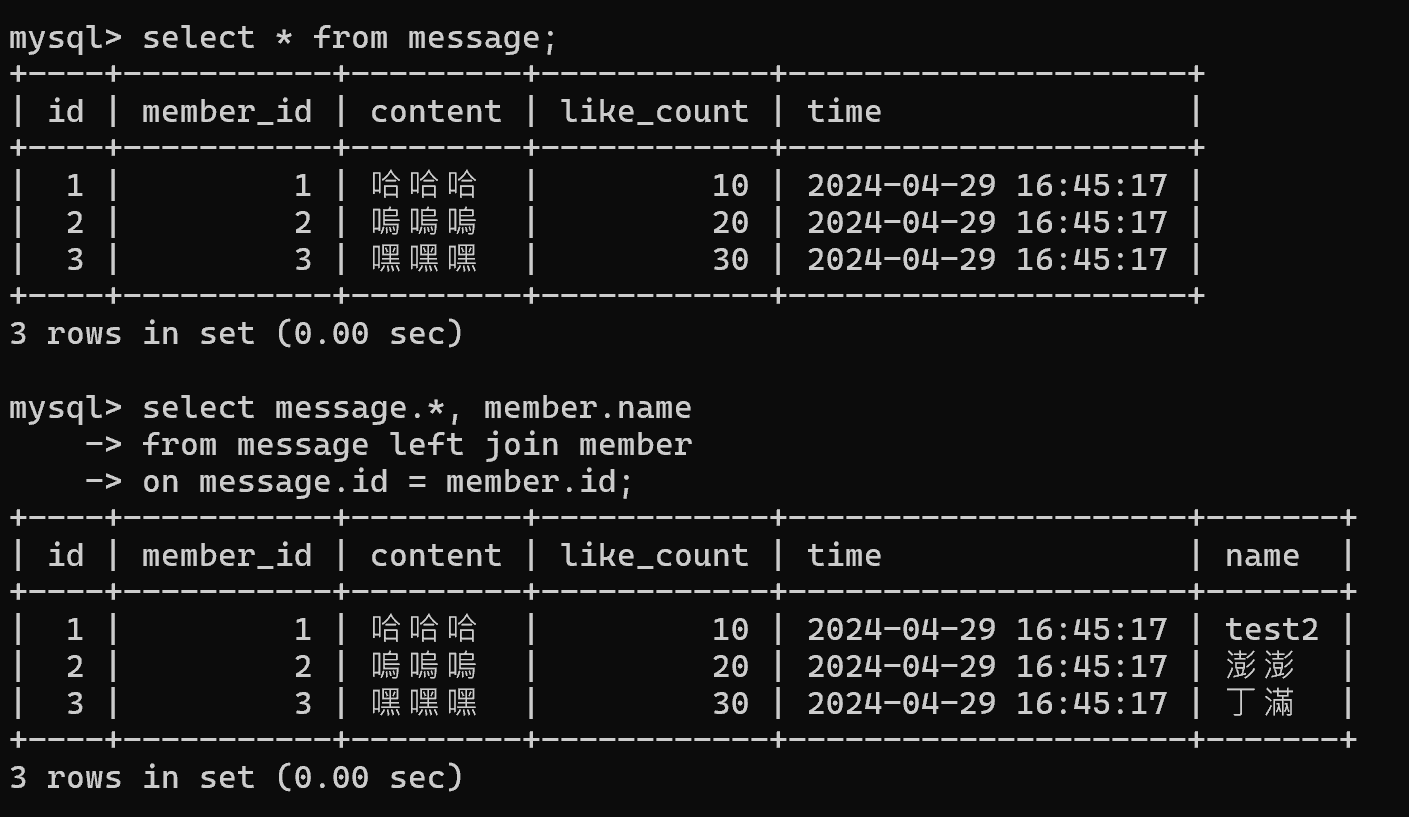 mysql> select * from message;
+----+-----------+---------+------------+---------------------+
| id | member_id | content | like_count | time                |
+----+-----------+---------+------------+---------------------+
|  1 |         1 | 哈哈哈  |         10 | 2024-04-29 16:45:17 |
|  2 |         2 | 嗚嗚嗚  |         20 | 2024-04-29 16:45:17 |
|  3 |         3 | 嘿嘿嘿  |         30 | 2024-04-29 16:45:17 |
+----+-----------+---------+------------+---------------------+
3 rows in set (0.00 sec)
mysql> select message.*, member.name
    -> from message left join member
    -> on message.id = member.id;
+----+-----------+---------+------------+---------------------+-------+
| id | member_id | content | like_count | time                | name  |
+----+-----------+---------+------------+---------------------+-------+
|  1 |         1 | 哈哈哈  |         10 | 2024-04-29 16:45:17 | test2 |
|  2 |         2 | 嗚嗚嗚  |         20 | 2024-04-29 16:45:17 | 澎澎  |
|  3 |         3 | 嘿嘿嘿  |         30 | 2024-04-29 16:45:17 | 丁滿  |
+----+-----------+---------+------------+---------------------+-------+
3 rows in set (0.00 sec)